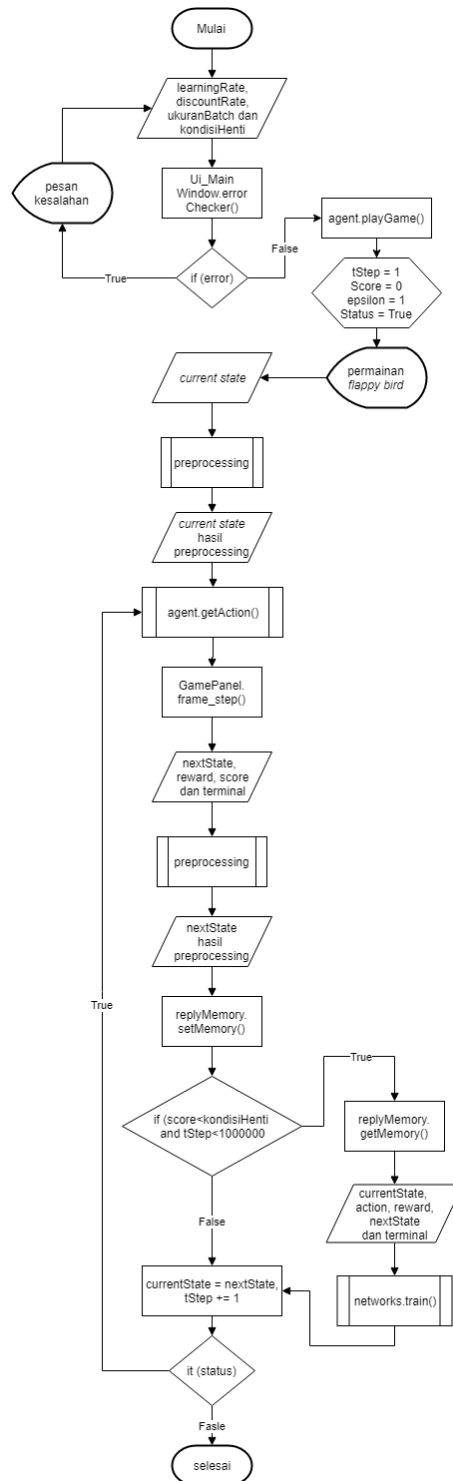 Mulai
learningRate,
discountRate,
ukuranBatch dan
kondisiHenti
pesan
kesalahan
Ui_Main
Window.error
Checker()
agent.playGame()
False
True
if (error)
tStep = 1
Score = 0
epsilon = 1
Status = True
current state
permainan
flappy bird
preprocessing
current state
hasil
preprocessing
agent.getAction()
GamePanel.
frame_step()
nextState,
reward, score
dan terminal
preprocessing
nextState
hasil
preprocessing
True
replyMemory.
setMemory()
True
if (score<kondisiHenti
and tStep<1000000
replyMemory.
getMemory()
currentState,
action, reward,
nextState
dan terminal
False
currentState = nextState,
tStep += 1
networks.train()
it (status)
Fasle
selesai